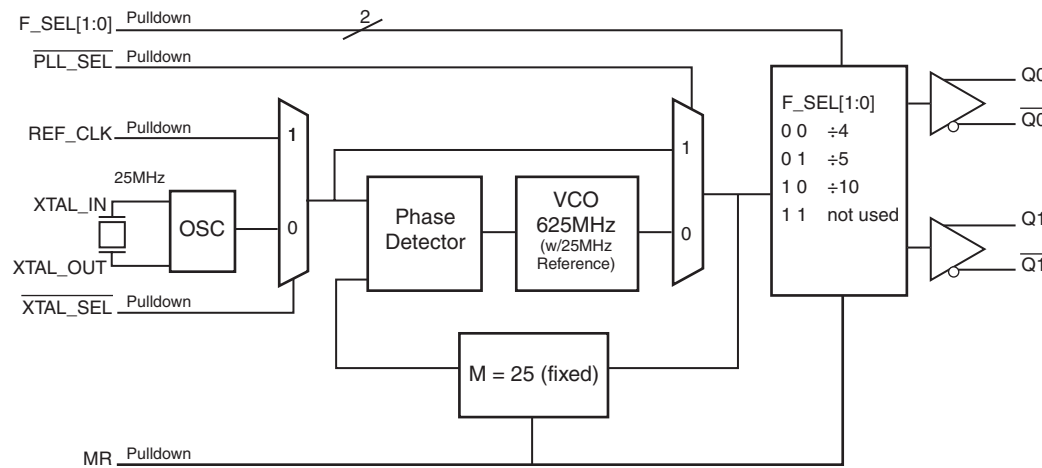 F_SEL[1:0] Pulldown 2
PLL_SEL Pulldown
REF_CLK Pulldown
25MHz
XTAL_IN
OSC
XTAL_OUT
XTAL_SEL Pulldown
1
0
Phase
Detector
VCO
625MHz
(w/25MHz
Reference)
1
0
M = 25 (fixed)
F_SEL[1:0]
0 0 ÷4
0 1 ÷5
1 0 ÷10
1 1 not used
Q0
Q0
Q1
Q1
MR Pulldown